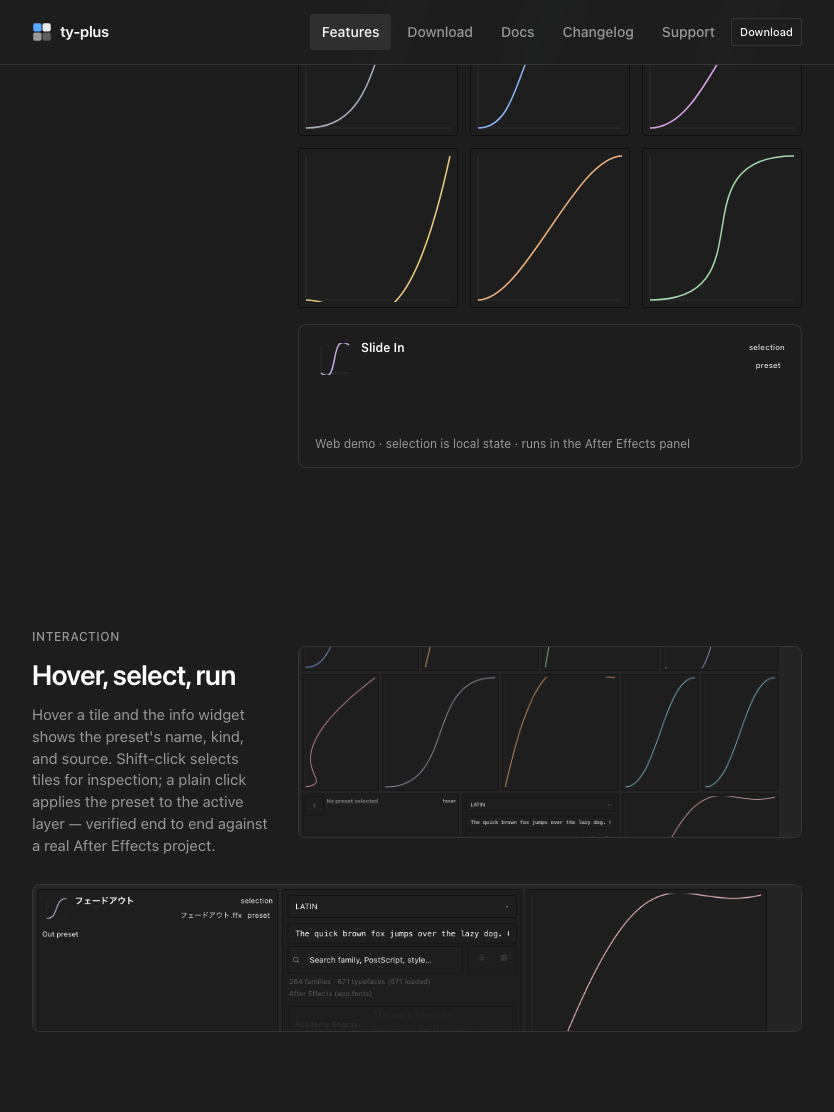 ty-plus
Features
Download
Docs
Changelog
Support
Download
Slide In
selection
preset
Web demo · selection is local state · runs in the After Effects panel
INTERACTION
Hover, select, run
Hover a tile and the info widget
shows the preset's name, kind,
and source. Shift-click selects
tiles for inspection; a plain click
applies the preset to the active
layer — verified end to end against
a real After Effects project.
No preset selected
hover
LATIN
The quick brown fox jumps over the lazy dog.
フェードアウト
selection
フェードアウト.ffx preset
Out preset
LATIN
The quick brown fox jumps over the lazy dog.
Search family, PostScript, style...
264 families · 671 typefaces (671 loaded)
After Effects (app.fonts)